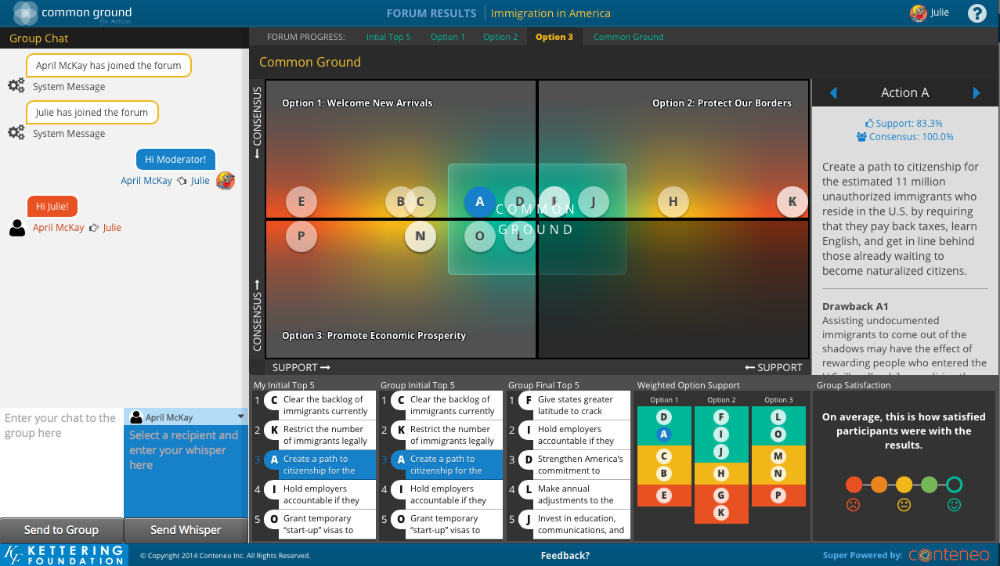 common ground
for Action
FORUM RESULTS
Immigration in America
Julie
?
Group Chat
April McKay has joined the forum
System Message
Julie has joined the forum
System Message
Hi Moderator!
April McKay Julie
Hi Julie!
April McKay Julie
Enter your chat to the
group here
April McKay
Select a recipient and
enter your whisper
here
Send to Group
Send Whisper
FORUM PROGRESS:
Intial Top 5
Option 1
Option 2
Option 3
Common Ground
Common Ground
CONSENSUS
CONSENSUS
Option 1: Welcome New Arrivals
Option 2: Protect Our Borders
E
B
C
A
D
J
H
K
COMMON
GROUND
P
N
O
L
Option 3: Promote Economic Prosperity
SUPPORT
SUPPORT
Action A
Support: 83.3%
Consensus: 100.0%
Create a path to citizenship for
the estimated 11 million
unauthorized immigrants who
reside in the U.S. by requiring
that they pay back taxes, learn
English, and get in line behind
those already waiting to
become naturalized citizens.
Drawback A1
Assisting undocumented
immigrants to come out of the
shadows may have the effect of
rewarding people who entered the
My Initial Top 5
1 C Clear the backlog of
immigrants currently
2 K Restrict the number
of immigrants legally
3 A Create a path to
citizenship for the
4 I Hold employers
accountable if they
5 O Grant temporary
“start-up” visas to
Group Initial Top 5
1 C Clear the backlog of
immigrants currently
2 K Restrict the number
of immigrants legally
3 A Create a path to
citizenship for the
4 I Hold employers
accountable if they
5 O Grant temporary
“start-up” visas to
Group Final Top 5
1 F Give states greater
latitude to crack
2 I Hold employers
accountable if they
3 D Strengthen America's
commitment to
4 L Make annual
adjustments to the
5 J Invest in education,
communications, and
Weighted Option Support
Option 1
D
A
C
B
E
Option 2
F
I
J
H
G
K
Option 3
L
O
M
N
P
Group Satisfaction
On average, this is how satisfied
participants were with the
results.
KF KETTERING
FOUNDATION
© Copyright 2014 Conteneo Inc. All Rights Reserved.
Feedback?
Super Powered by:
conteneo